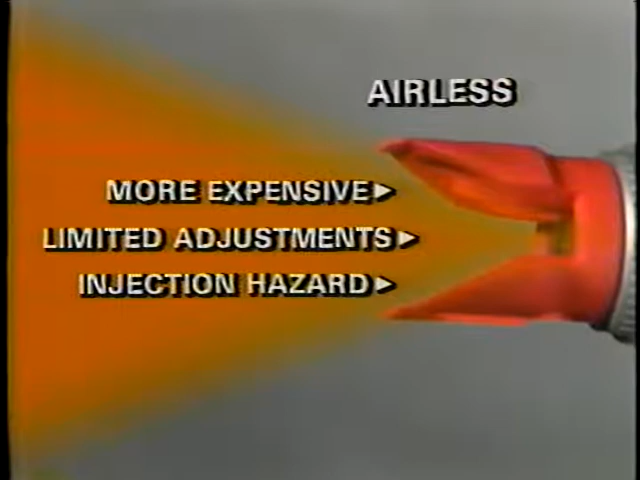 AIRLESS
MORE EXPENSIVE▸
LIMITED ADJUSTMENTS▸
INJECTION HAZARD▸